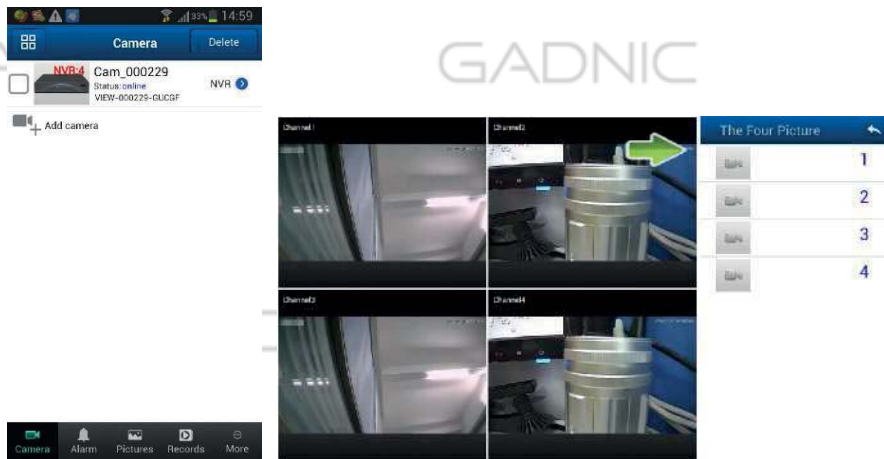 33% 14:59
Camera
Delete
NVR:4
Cam_000229
Status:online
VIEW-000229-GUCGF
NVR
Add camera
Camera
Alarm
Pictures
Records
More
GADNIC
Channel1
Channel2
Channel3
Channel4
The Four Picture
1
2
3
4